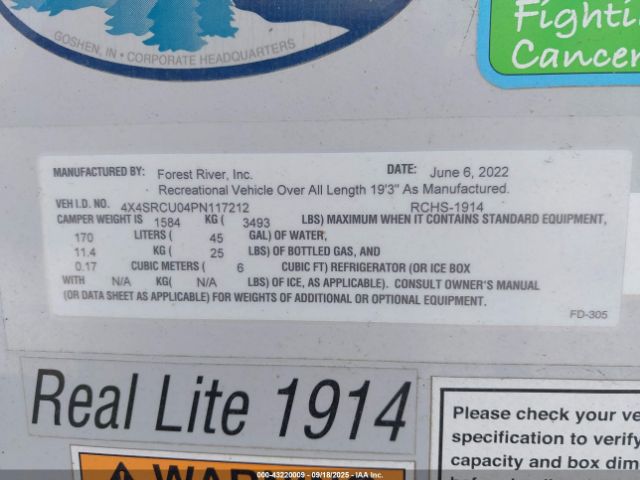 GOSHEN, IN • CORPORATE HEADQUARTERS
Fighti
Cancer
MANUFACTURED BY: Forest River, Inc. DATE: June 6, 2022
Recreational Vehicle Over All Length 19'3" As Manufactured.
VEH I.D. NO. 4X4SRCU04PN117212 RCHS-1914
CAMPER WEIGHT IS 1584 KG ( 3493 LBS) MAXIMUM WHEN IT CONTAINS STANDARD EQUIPMENT,
170 LITERS ( 45 GAL) OF WATER,
11.4 KG ( 25 LBS) OF BOTTLED GAS, AND
0.17 CUBIC METERS ( 6 CUBIC FT) REFRIGERATOR (OR ICE BOX
WITH N/A KG( N/A LBS) OF ICE, AS APPLICABLE). CONSULT OWNER'S MANUAL
(OR DATA SHEET AS APPLICABLE) FOR WEIGHTS OF ADDITIONAL OR OPTIONAL EQUIPMENT.
FD-305
Real Lite 1914
Please check your ve
specification to verify
capacity and box dim
000-43220009 - 09/18/2025 - IAA Inc.